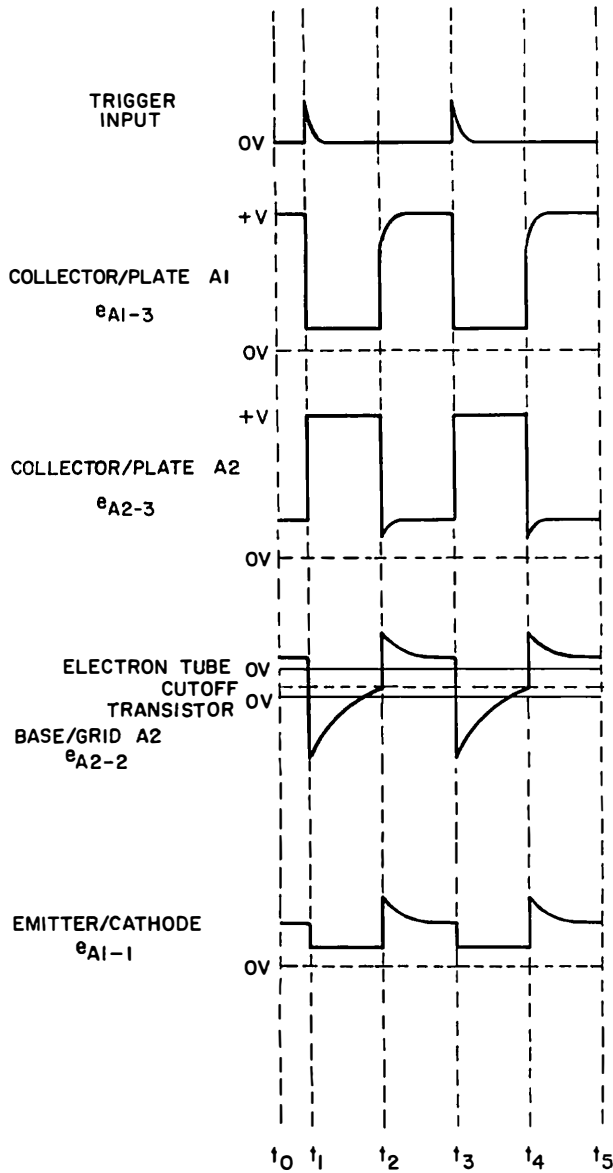 TRIGGER
INPUT
0V
+V
COLLECTOR/PLATE A1
eA1-3
0V
+V
COLLECTOR/PLATE A2
eA2-3
0V
ELECTRON TUBE 0V
CUTOFF
TRANSISTOR 0V
BASE/GRID A2
eA2-2
EMITTER/CATHODE
eA1-1
0V
t0 t1 t2 t3 t4 t5